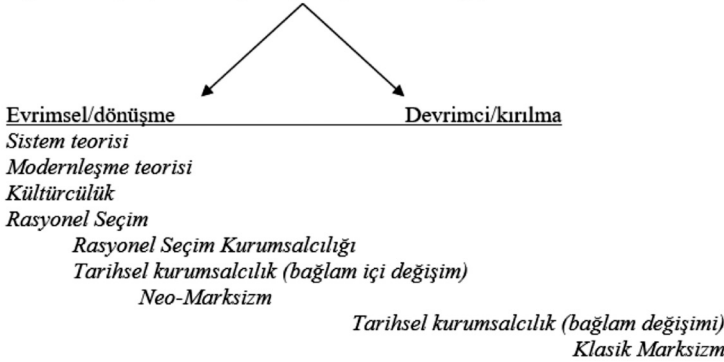 Evrimsel/dönüşme Devrimci/kırılma
Sistem teorisi
Modernleşme teorisi
Kültürcülük
Rasyonel Seçim
Rasyonel Seçim Kurumsalcılığı
Tarihsel kurumsalcılık (bağlam içi değişim)
Neo-Marksizm
Tarihsel kurumsalcılık (bağlam değişimi)
Klasik Marksizm